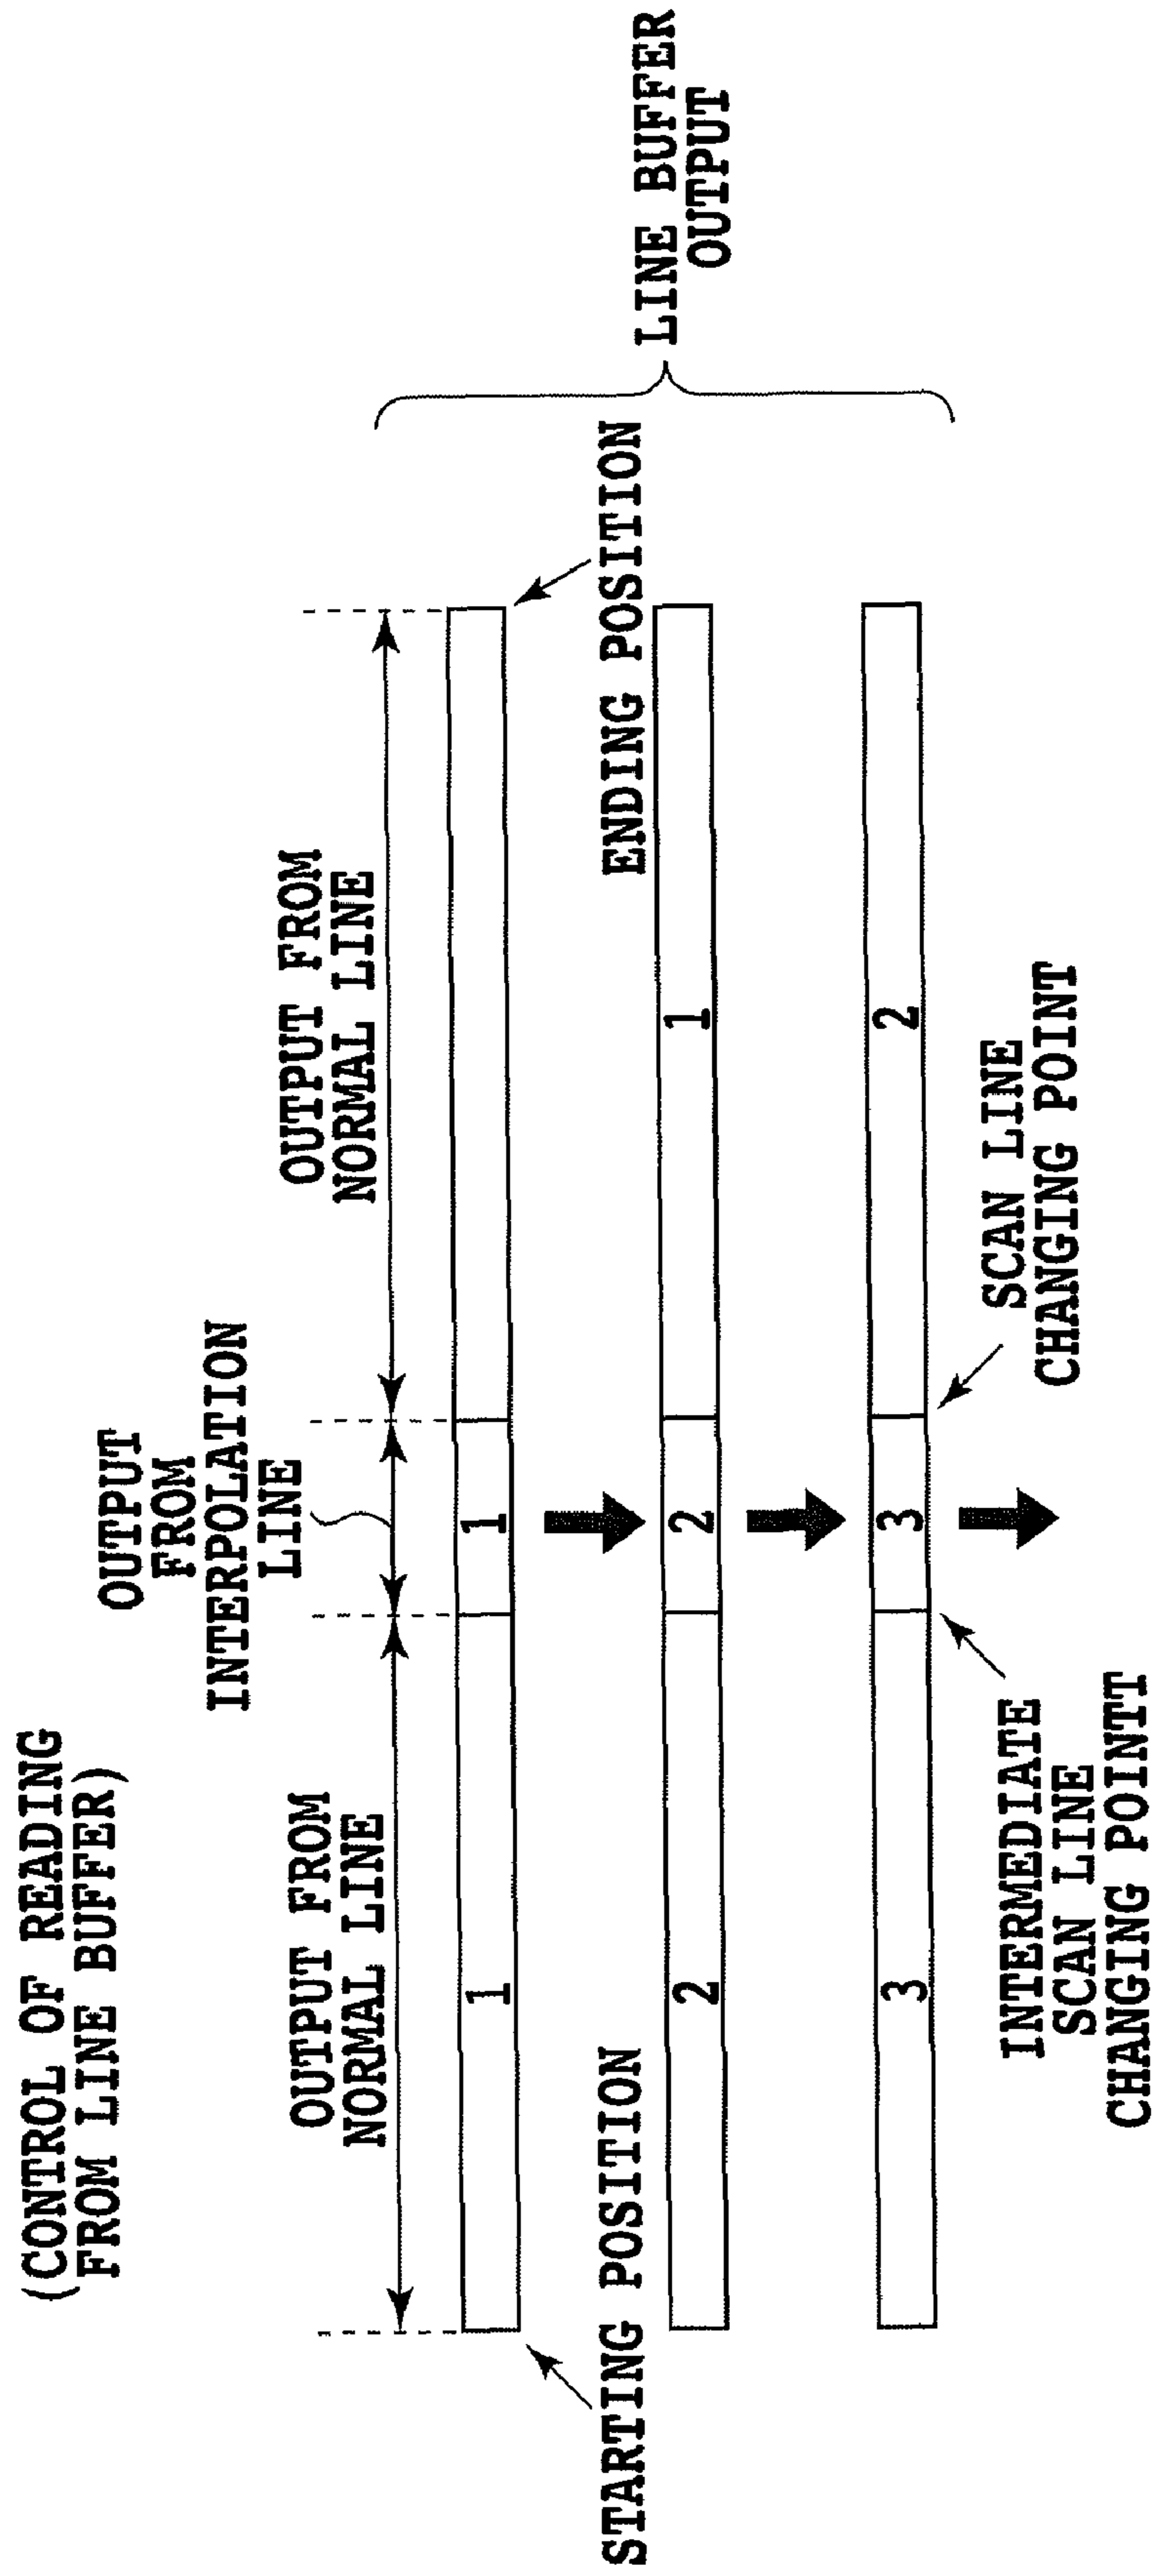 (CONTROL OF READING
FROM LINE BUFFER)
OUTPUT FROM
NORMAL LINE
OUTPUT
FROM
INTERPOLATION
LINE
OUTPUT FROM
NORMAL LINE
1
1
STARTING POSITION
ENDING POSITION
2
2
1
3
3
2
INTERMEDIATE
SCAN LINE
CHANGING POINTT
SCAN LINE
CHANGING POINT
LINE BUFFER
OUTPUT